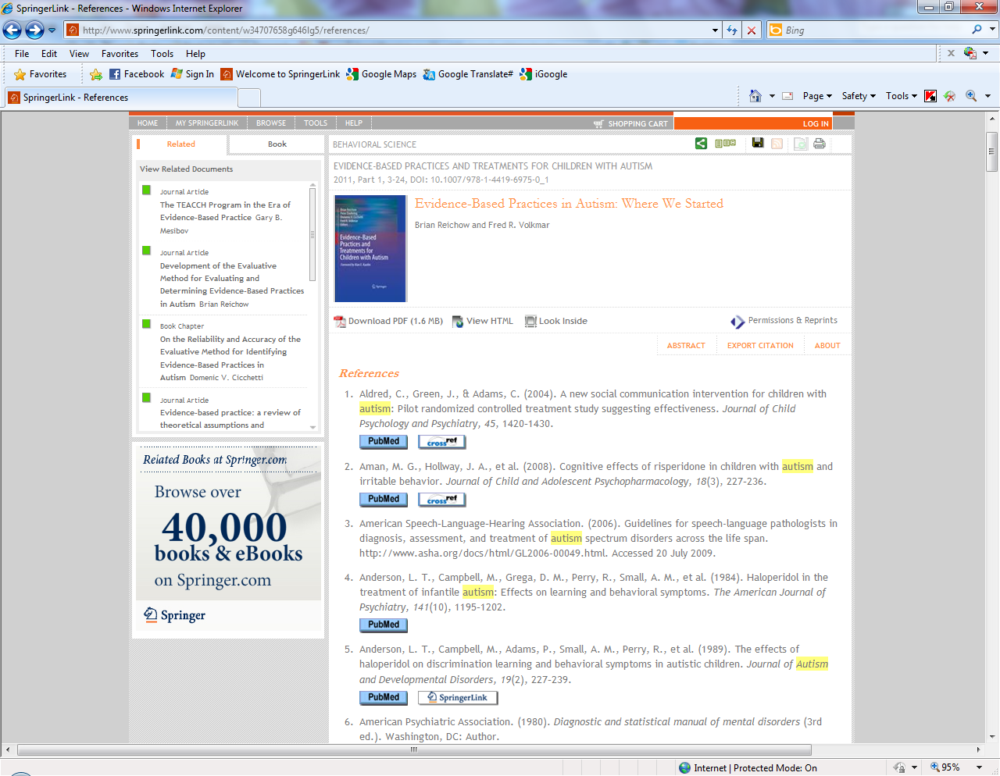 SpringerLink - References - Windows Internet Explorer
http://www.springerlink.com/content/w34707658g646lg5/references/
Bing
File Edit View Favorites Tools Help
Favorites Facebook Sign In Welcome to SpringerLink Google Maps Google Translate# iGoogle
SpringerLink - References
Page Safety Tools
HOME MY SPRINGERLINK BROWSE TOOLS HELP SHOPPING CART LOG IN
Related Book
View Related Documents
Journal Article
The TEACCH Program in the Era of
Evidence-Based Practice Gary B.
Mesibov
Journal Article
Development of the Evaluative
Method for Evaluating and
Determining Evidence-Based Practices
in Autism Brian Reichow
Book Chapter
On the Reliability and Accuracy of the
Evaluative Method for Identifying
Evidence-Based Practices in
Autism Domenic V. Cicchetti
Journal Article
Evidence-based practice: a review of
theoretical assumptions and
Related Books at Springer.com
Browse over
40,000
books & eBooks
on Springer.com
Springer
BEHAVIORAL SCIENCE
EVIDENCE-BASED PRACTICES AND TREATMENTS FOR CHILDREN WITH AUTISM
2011, Part 1, 3-24, DOI: 10.1007/978-1-4419-6975-0_1
Evidence-Based
Practices and
Treatments for
Children with Autism
Springer
Evidence-Based Practices in Autism: Where We Started
Brian Reichow and Fred R. Volkmar
Download PDF (1.6 MB) View HTML Look Inside Permissions & Reprints
ABSTRACT EXPORT CITATION ABOUT
References
1. Aldred, C., Green, J., & Adams, C. (2004). A new social communication intervention for children with
autism: Pilot randomized controlled treatment study suggesting effectiveness. Journal of Child
Psychology and Psychiatry, 45, 1420-1430.
PubMed crossref
2. Aman, M. G., Hollway, J. A., et al. (2008). Cognitive effects of risperidone in children with autism and
irritable behavior. Journal of Child and Adolescent Psychopharmacology, 18(3), 227-236.
PubMed crossref
3. American Speech-Language-Hearing Association. (2006). Guidelines for speech-language pathologists in
diagnosis, assessment, and treatment of autism spectrum disorders across the life span.
http://www.asha.org/docs/html/GL2006-00049.html. Accessed 20 July 2009.
4. Anderson, L. T., Campbell, M., Grega, D. M., Perry, R., Small, A. M., et al. (1984). Haloperidol in the
treatment of infantile autism: Effects on learning and behavioral symptoms. The American Journal of
Psychiatry, 141(10), 1195-1202.
PubMed
5. Anderson, L. T., Campbell, M., Adams, P., Small, A. M., Perry, R., et al. (1989). The effects of
haloperidol on discrimination learning and behavioral symptoms in autistic children. Journal of Autism
and Developmental Disorders, 19(2), 227-239.
PubMed SpringerLink
6. American Psychiatric Association. (1980). Diagnostic and statistical manual of mental disorders (3rd
ed.). Washington, DC: Author.
Internet | Protected Mode: On 95%